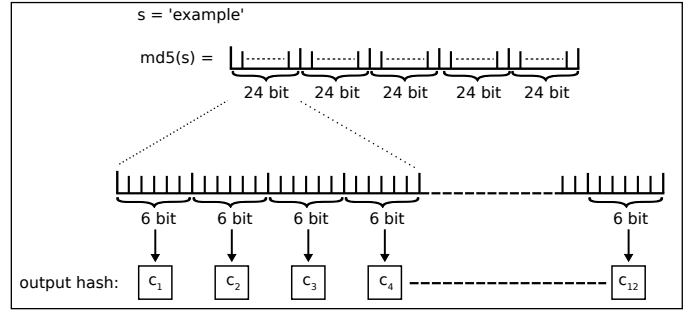 s = 'example'
md5(s) =
24 bit 24 bit 24 bit 24 bit 24 bit
6 bit 6 bit 6 bit 6 bit 6 bit
output hash: c1 c2 c3 c4 c12